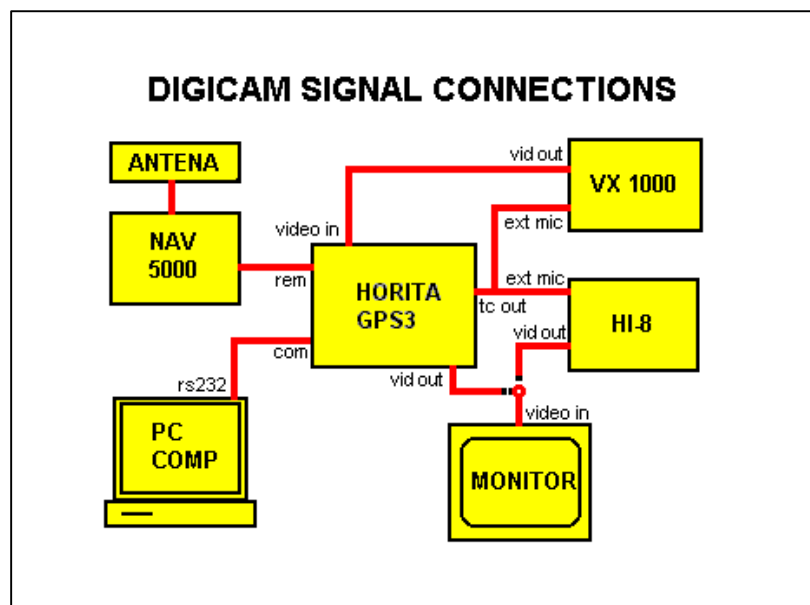 DIGICAM SIGNAL CONNECTIONS
ANTENA
vid out
VX 1000
NAV
5000
video in
ext mic
rem
HORITA
GPS3
ext mic
tc out
HI-8
com
vid out
vid out
rs232
video in
PC
COMP
MONITOR